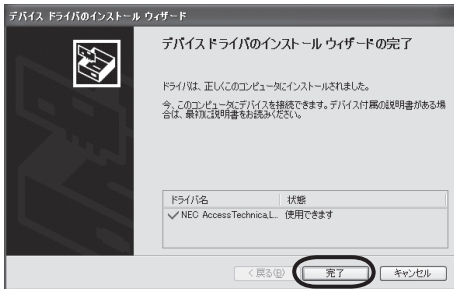 デバイス ドライバのインストール ウィザード
デバイス ドライバのインストール ウィザードの完了
ドライバは、正しくこのコンピュータにインストールされました。
今、このコンピュータにデバイスを接続できます。デバイス付属の説明書がある場
合は、最初に説明書をお読みください。
ドライバ名 状態
NEC AccessTechnica,L... 使用できます
< 戻る(B) 完了 キャンセル